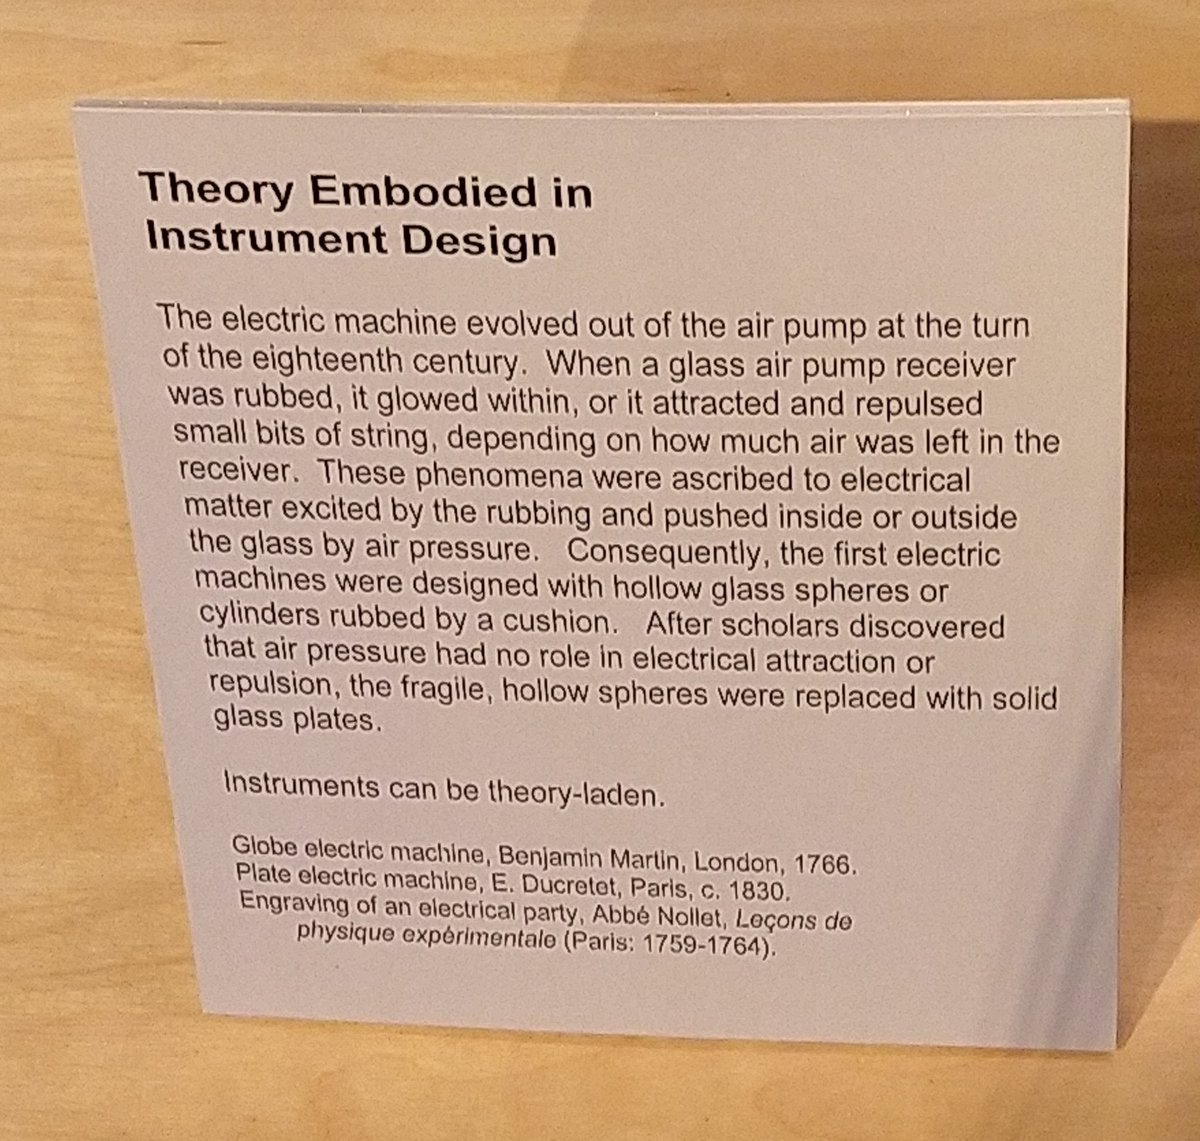 Theory Embodied in
Instrument Design
The electric machine evolved out of the air pump at the turn
of the eighteenth century. When a glass air pump receiver
was rubbed, it glowed within, or it attracted and repulsed
small bits of string, depending on how much air was left in the
receiver. These phenomena were ascribed to electrical
matter excited by the rubbing and pushed inside or outside
the glass by air pressure. Consequently, the first electric
machines were designed with hollow glass spheres or
cylinders rubbed by a cushion. After scholars discovered
that air pressure had no role in electrical attraction or
repulsion, the fragile, hollow spheres were replaced with solid
glass plates.
Instruments can be theory-laden.
Globe electric machine, Benjamin Martin, London, 1766.
Plate electric machine, E. Ducretet, Paris, c. 1830.
Engraving of an electrical party, Abbé Nollet, Leçons de
physique expérimentale (Paris: 1759-1764).